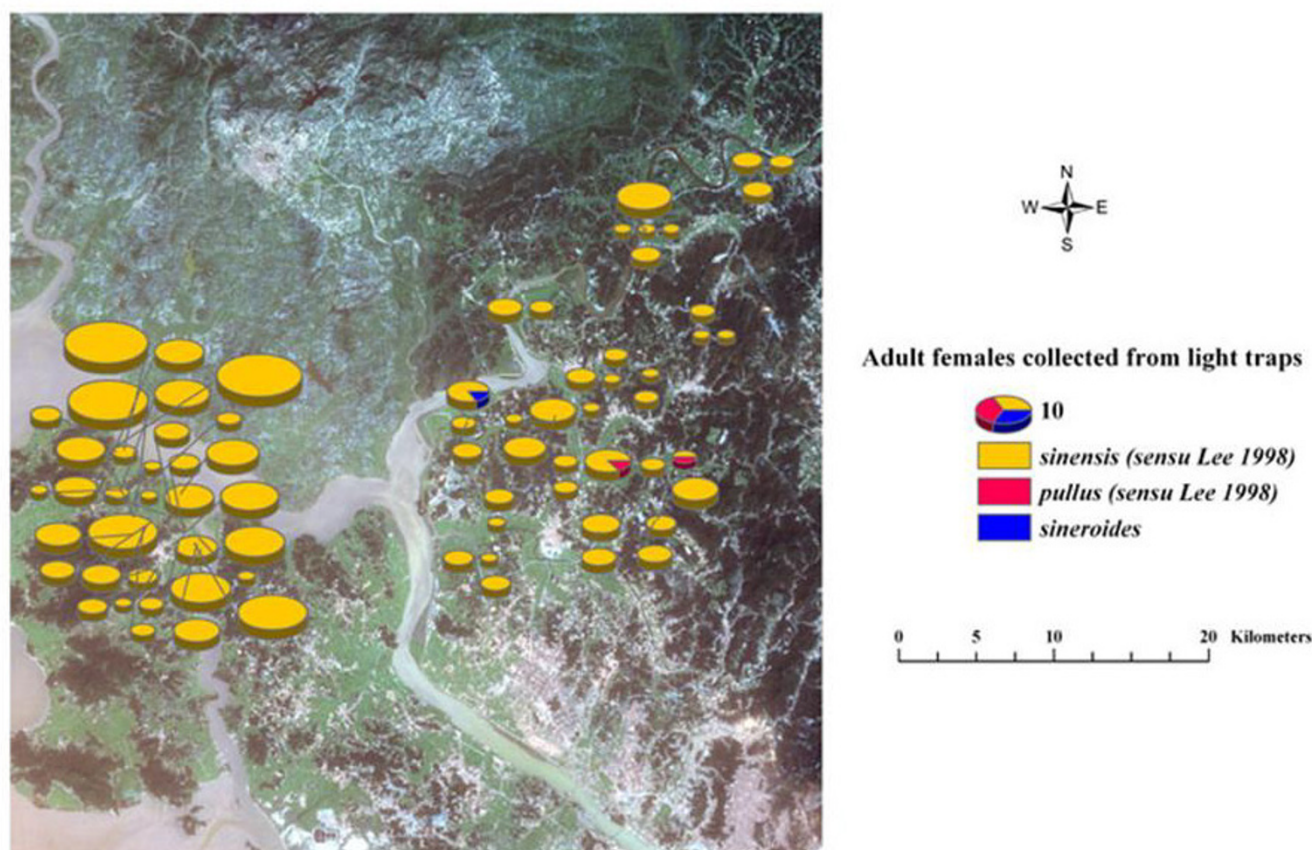 N
W E
S
Adult females collected from light traps
10
sinensis (sensu Lee 1998)
pullus (sensu Lee 1998)
sineroides
0 5 10 20 Kilometers